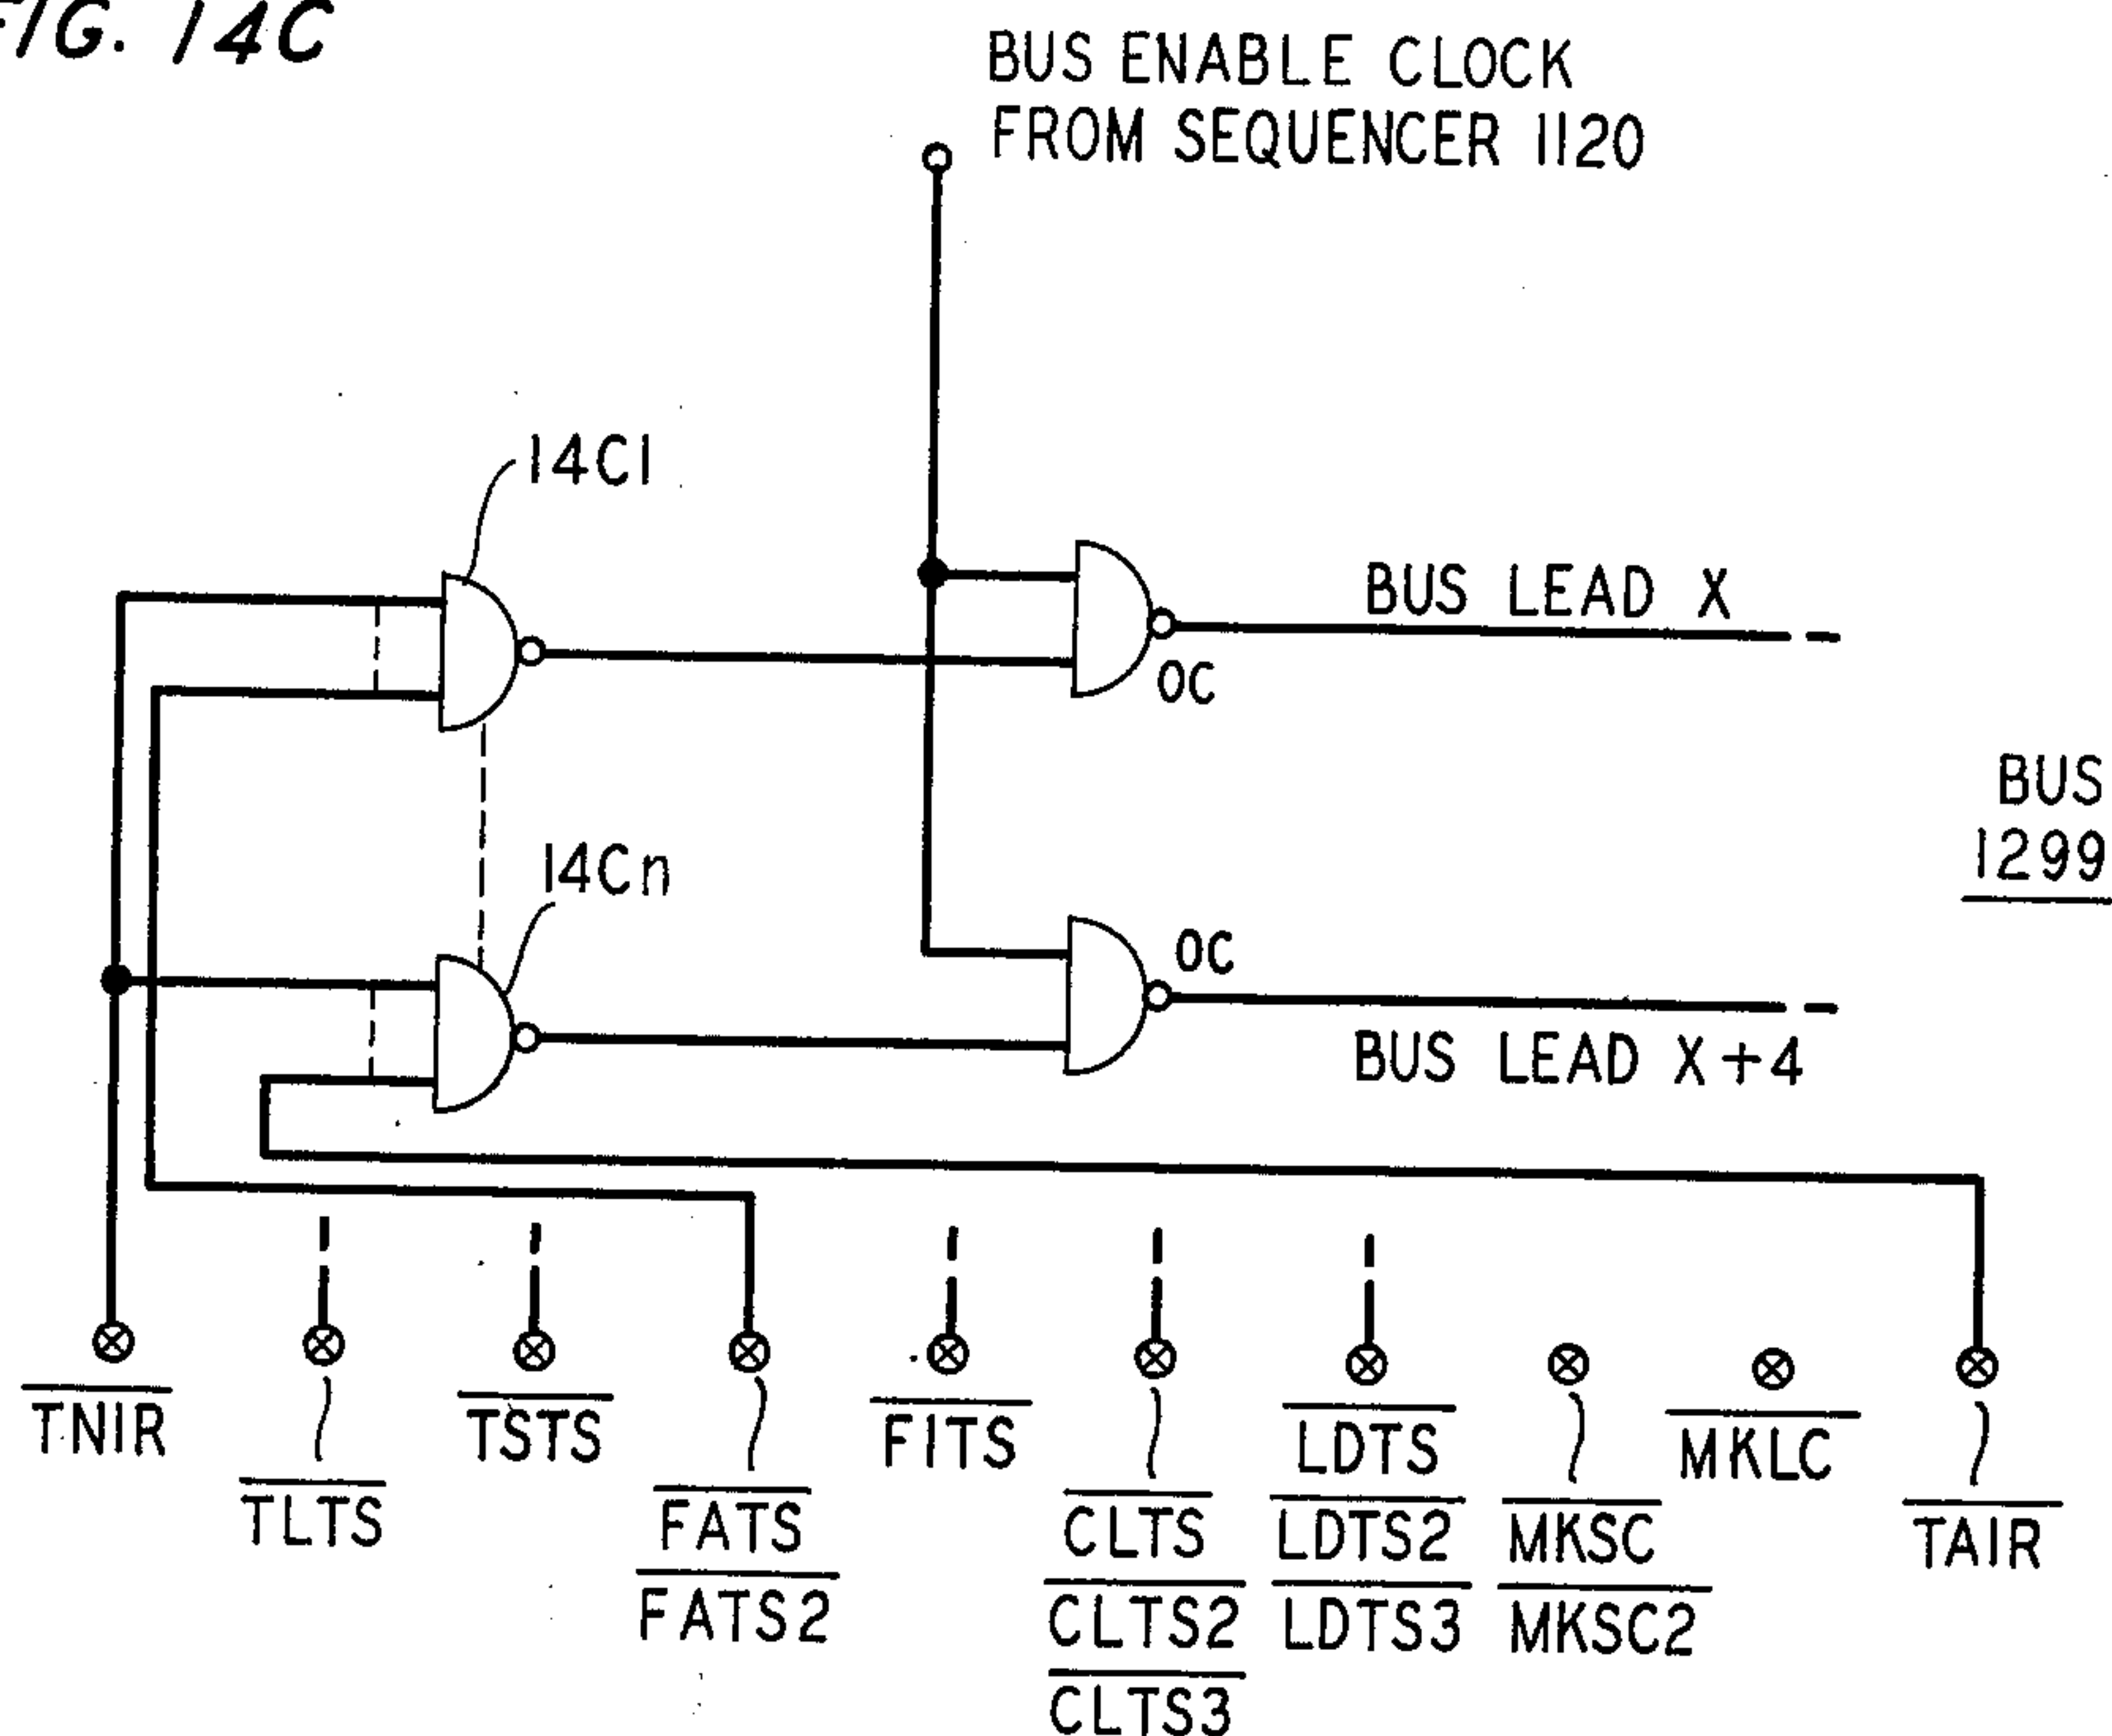 FIG. 14C
BUS ENABLE CLOCK
FROM SEQUENCER 1120
14C1
BUS LEAD X
OC
BUS
1299
14Cn
OC
BUS LEAD X+4
TNIR
TLTS
TSTS
FATS
FATS2
FITS
CLTS
CLTS2
CLTS3
LDTS
LDTS2
LDTS3
MKSC
MKSC2
MKLC
TAIR